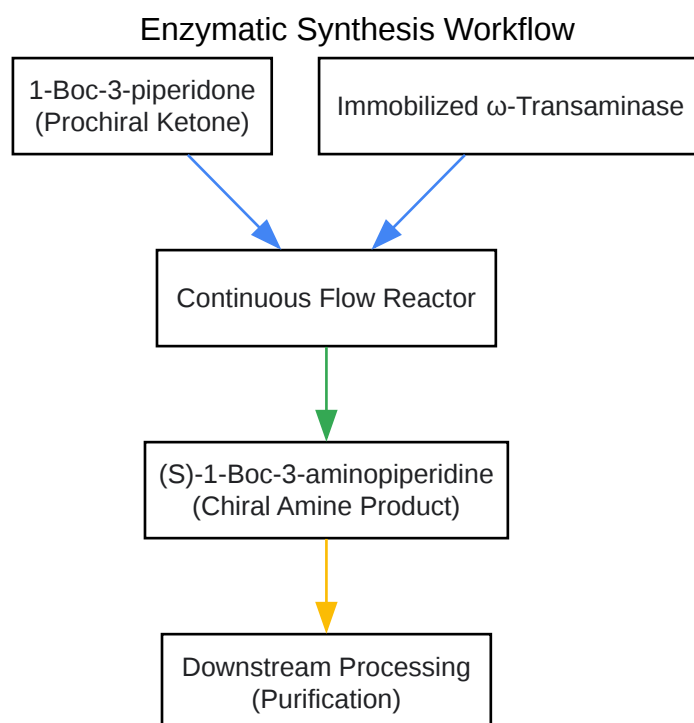 Enzymatic Synthesis Workflow
1-Boc-3-piperidone
(Prochiral Ketone)
Immobilized ω-Transaminase
Continuous Flow Reactor
(S)-1-Boc-3-aminopiperidine
(Chiral Amine Product)
Downstream Processing
(Purification)